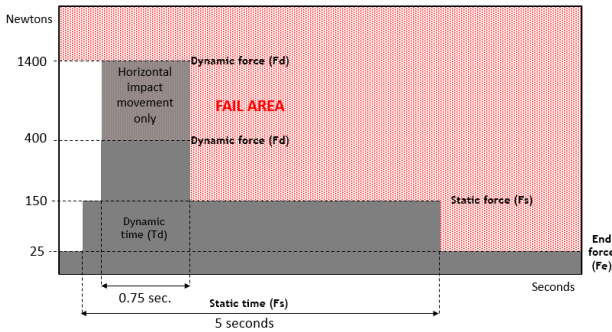 Newtons
1400
Dynamic force (Fd)
Horizontal
impact
movement
only
FAIL AREA
400
Dynamic force (Fd)
150
Static force (Fs)
Dynamic
time (Td)
25
End
force
(Fe)
Seconds
0.75 sec.
Static time (Fs)
5 seconds